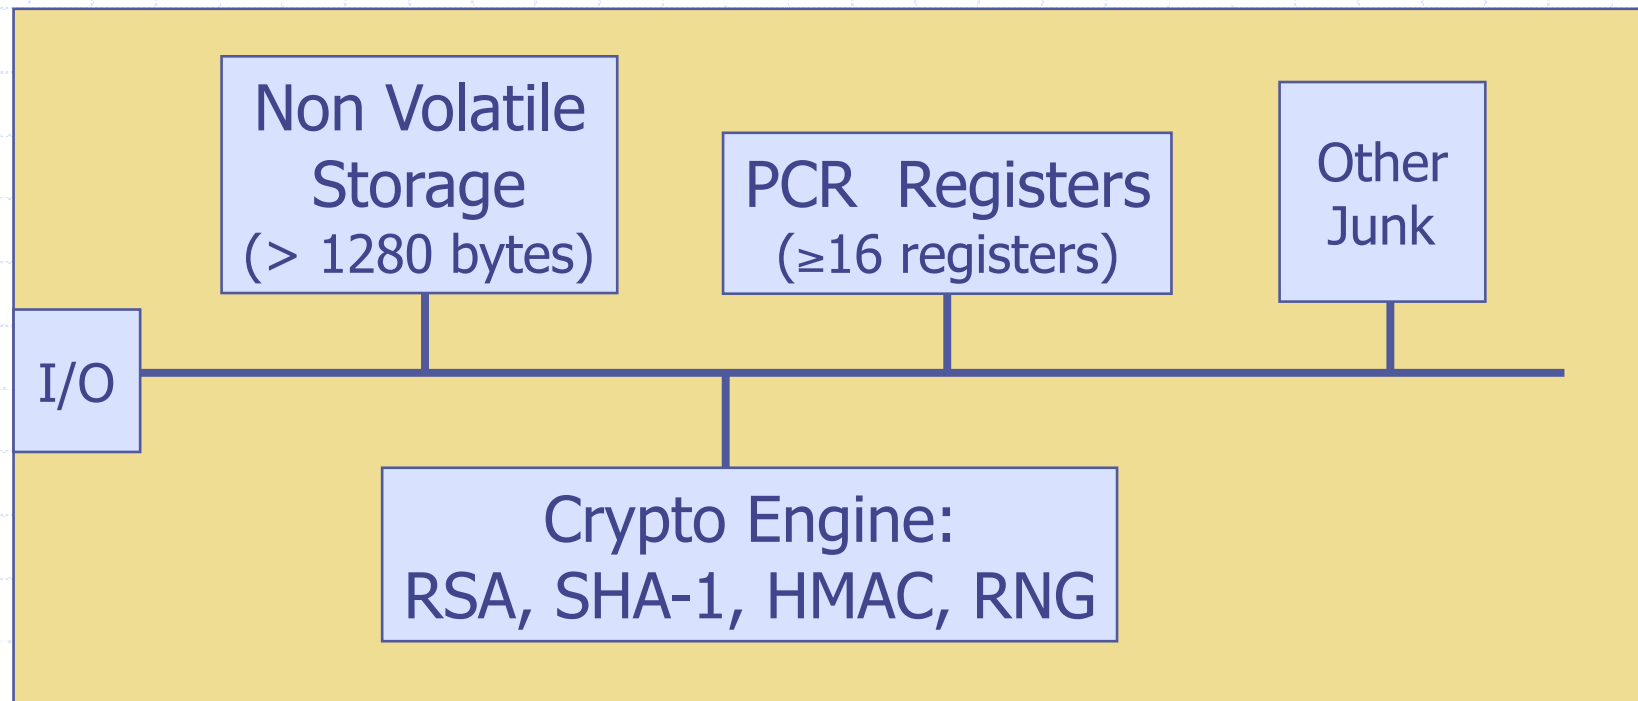 Non Volatile
Storage
(> 1280 bytes)
PCR Registers
(≥16 registers)
Other
Junk
I/O
Crypto Engine:
RSA, SHA-1, HMAC, RNG